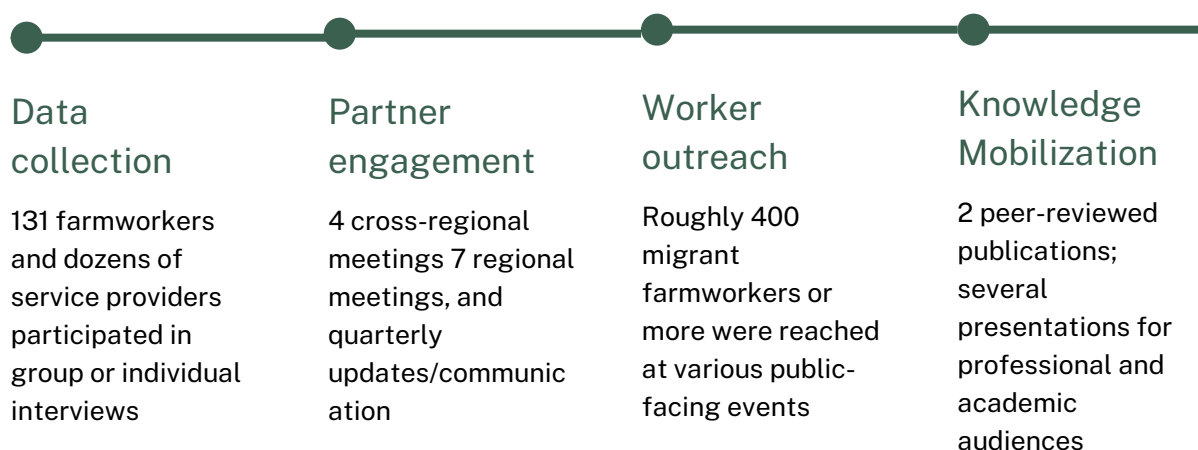 Data
collection
131 farmworkers
and dozens of
service providers
participated in
group or individual
interviews
Partner
engagement
4 cross-regional
meetings 7 regional
meetings, and
quarterly
updates/communic
ation
Worker
outreach
Roughly 400
migrant
farmworkers or
more were reached
at various public-
facing events
Knowledge
Mobilization
2 peer-reviewed
publications;
several
presentations for
professional and
academic
audiences